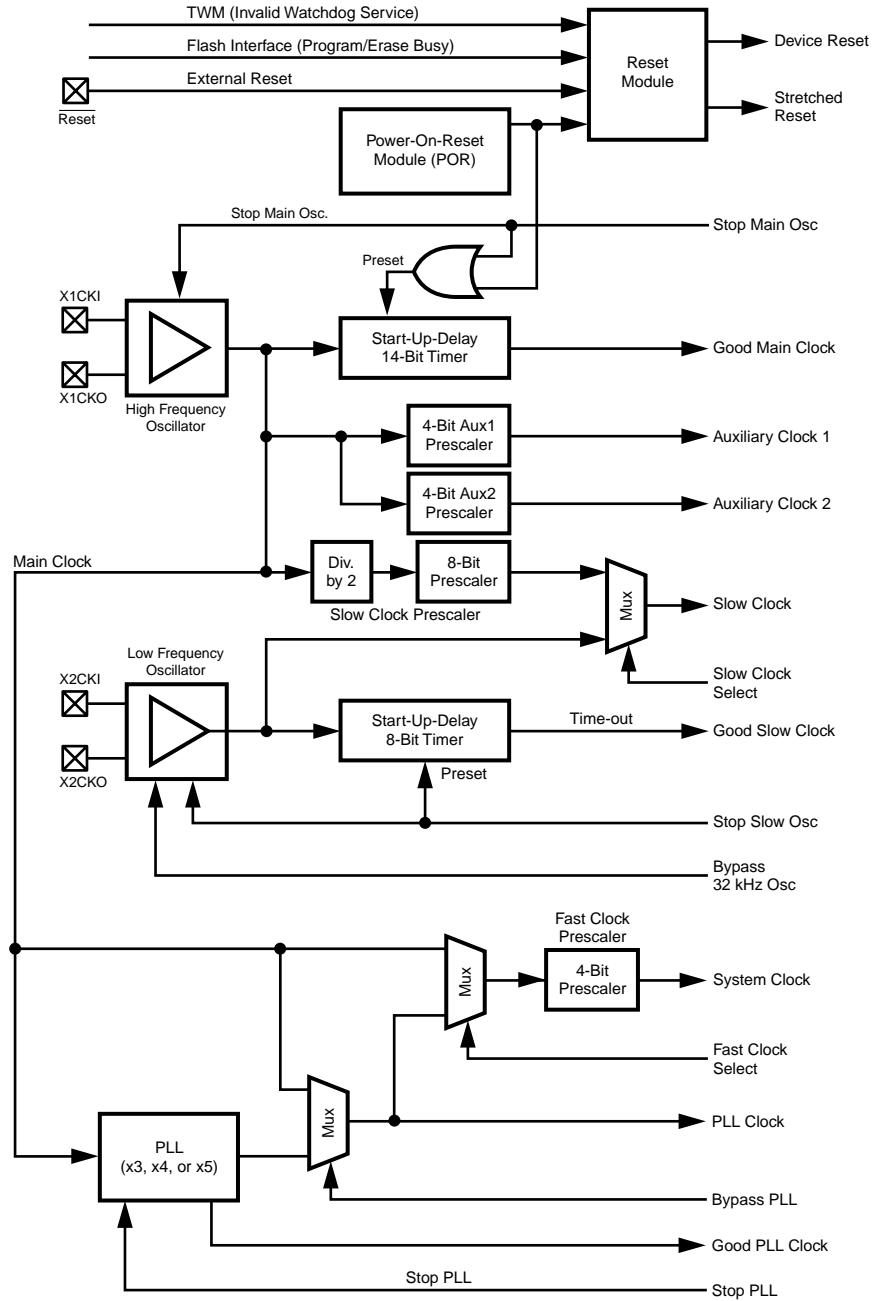 TWM (Invalid Watchdog Service)
Flash Interface (Program/Erase Busy)
External Reset
Reset
Reset
Module
Device Reset
Stretched
Reset
Power-On-Reset
Module (POR)
Stop Main Osc.
Stop Main Osc
Preset
X1CKI
X1CKO
High Frequency
Oscillator
Start-Up-Delay
14-Bit Timer
Good Main Clock
4-Bit Aux1
Prescaler
Auxiliary Clock 1
4-Bit Aux2
Prescaler
Auxiliary Clock 2
Main Clock
Div.
by 2
8-Bit
Prescaler
Slow Clock Prescaler
Mux
Slow Clock
Slow Clock
Select
Low Frequency
Oscillator
X2CKI
X2CKO
Start-Up-Delay
8-Bit Timer
Time-out
Good Slow Clock
Preset
Stop Slow Osc
Bypass
32 kHz Osc
Fast Clock
Prescaler
Mux
4-Bit
Prescaler
System Clock
Fast Clock
Select
Mux
PLL Clock
PLL
(x3, x4, or x5)
Bypass PLL
Good PLL Clock
Stop PLL
Stop PLL